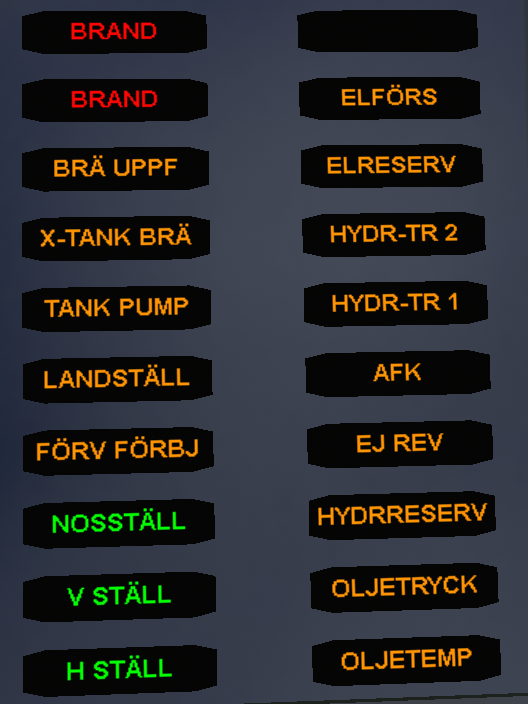 BRAND
BRAND
BRÄ UPPF
X-TANK BRÄ
TANK PUMP
LANDSTÄLL
FÖRV FÖRBJ
NOSSTÄLL
V STÄLL
H STÄLL
ELFÖRS
ELRESERV
HYDR-TR 2
HYDR-TR 1
AFK
EJ REV
HYDRRESERV
OLJETRYCK
OLJETEMP